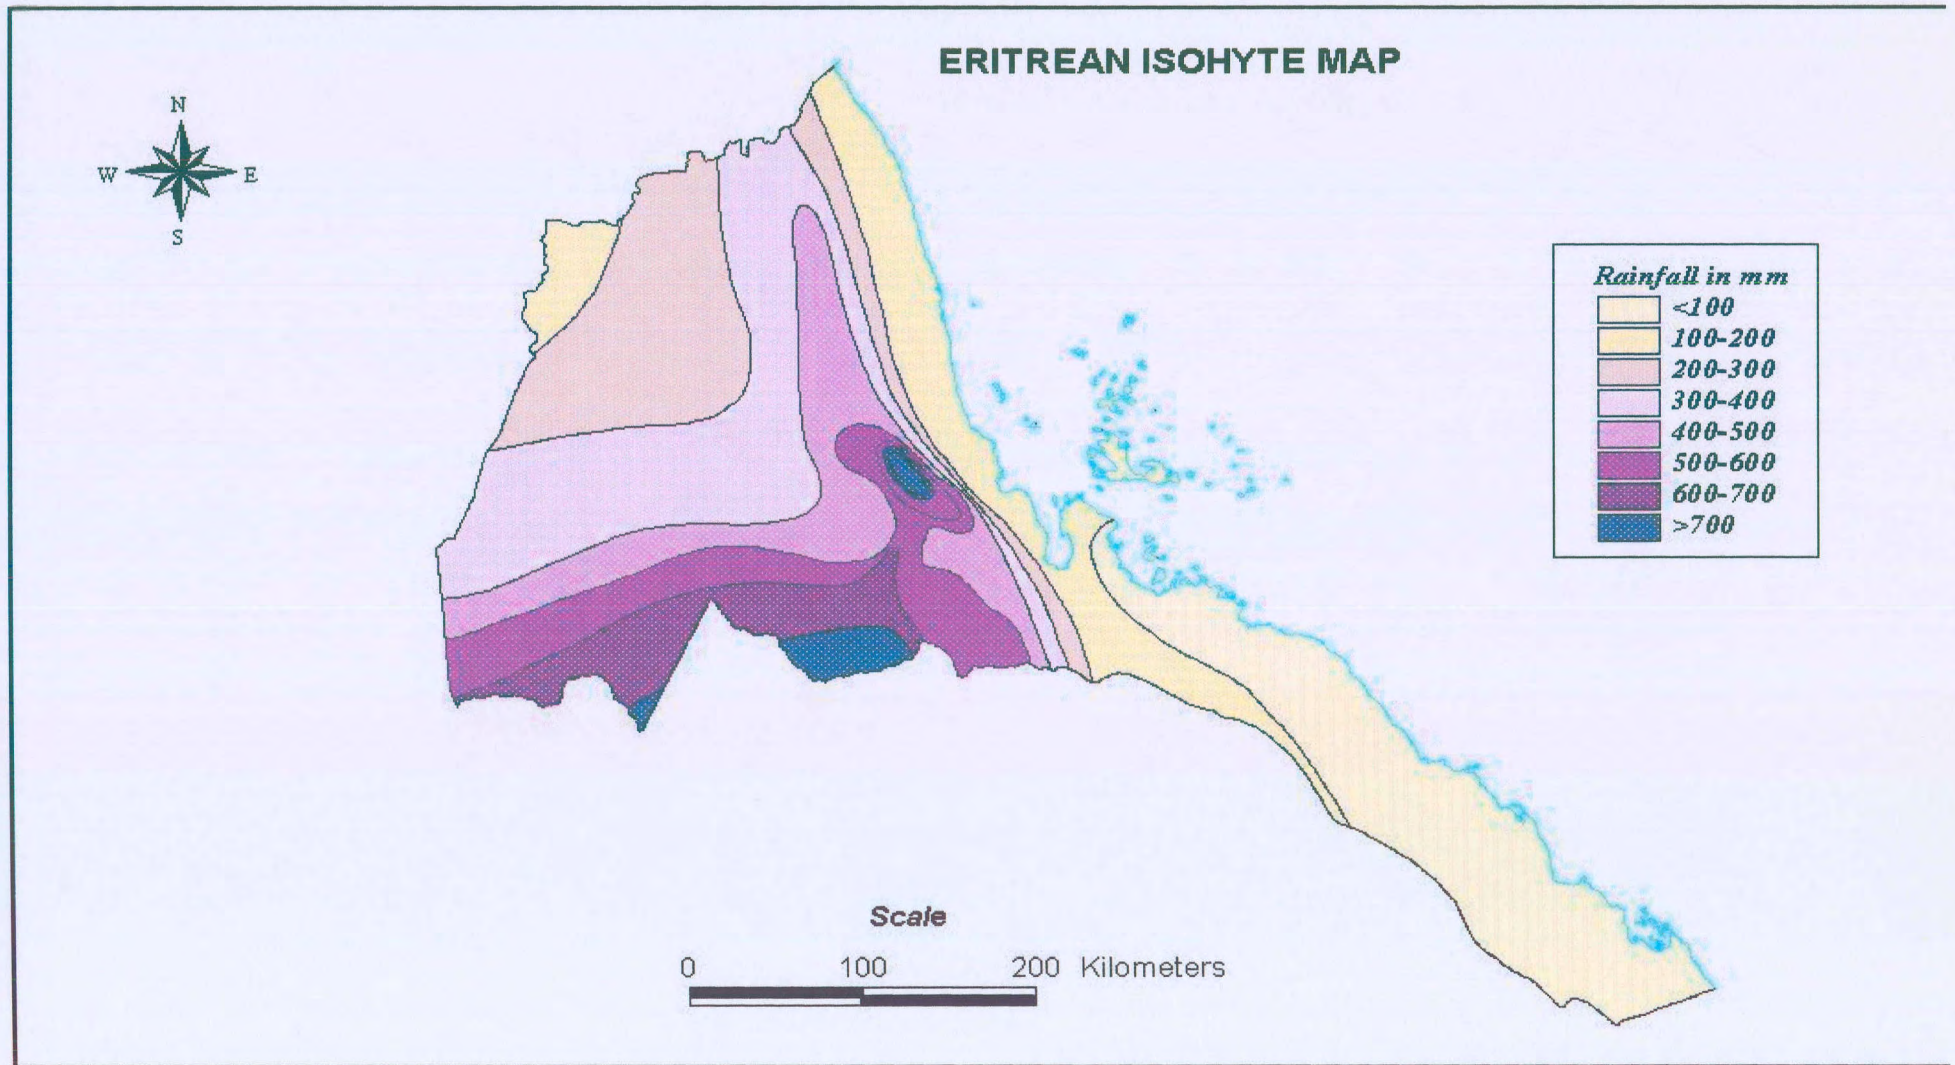 ERITREAN ISOHYTE MAP
N
W E
S
Rainfall in mm
<100
100-200
200-300
300-400
400-500
500-600
600-700
>700
Scale
0 100 200 Kilometers